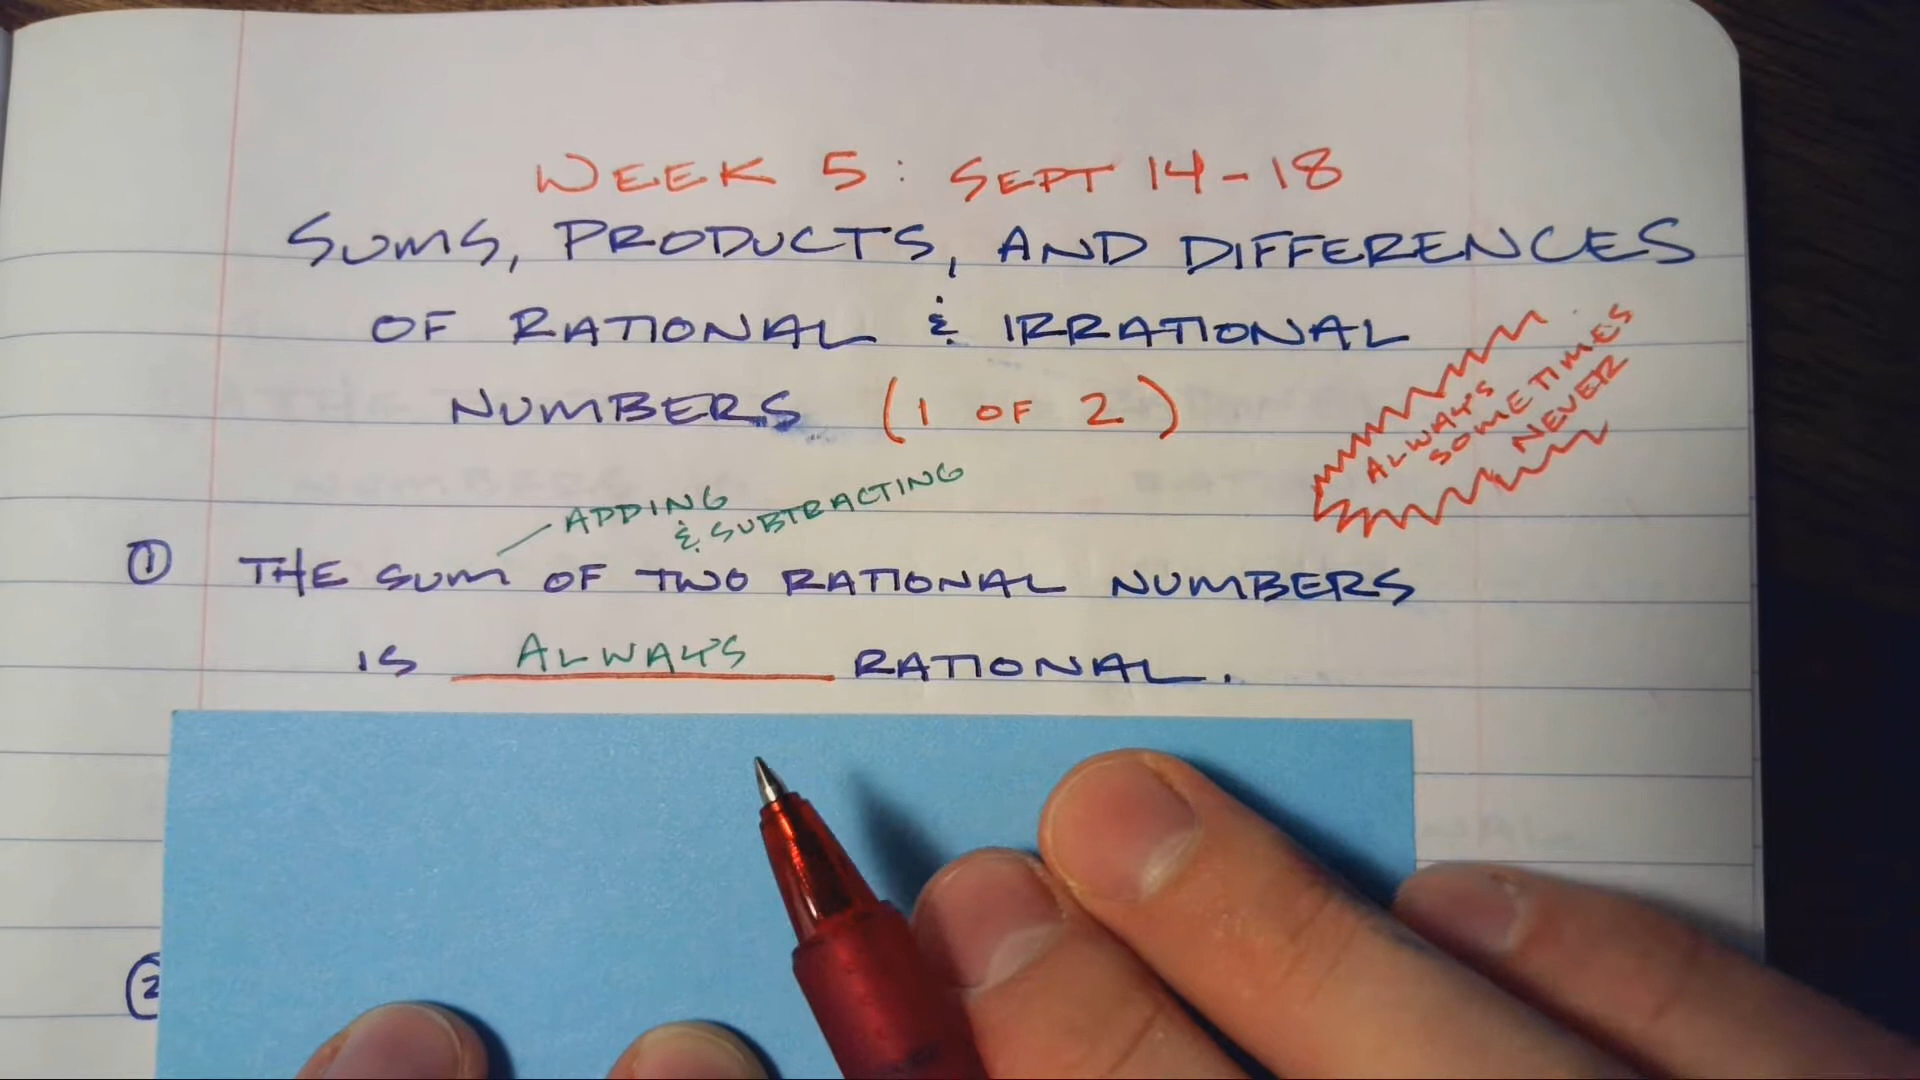 WEEK 5: SEPT 14-18
SUMS, PRODUCTS, AND DIFFERENCES
OF RATIONAL & IRRATIONAL
NUMBERS (1 OF 2)
ALWAYS
SOMETIMES
NEVER
ADDING
& SUBTRACTING
① THE SUM OF TWO RATIONAL NUMBERS
IS ALWAYS RATIONAL.
②